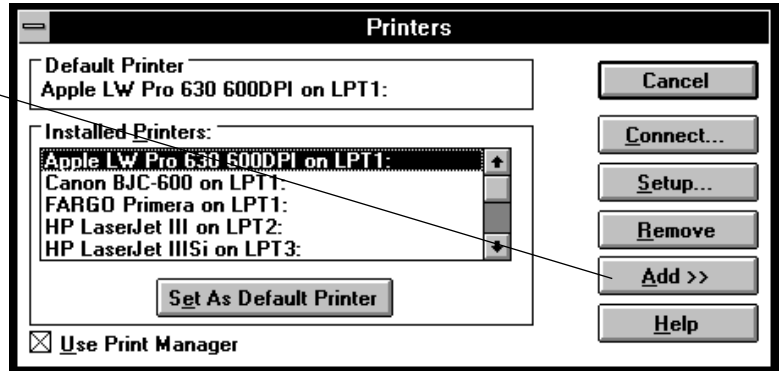 Printers
Default Printer
Apple LW Pro 630 600DPI on LPT1:
Installed Printers:
Apple LW Pro 630 600DPI on LPT1:
Canon BJC-600 on LPT1:
FARGO Primera on LPT1:
HP LaserJet III on LPT2:
HP LaserJet IIISi on LPT3:
Set As Default Printer
Use Print Manager
Cancel
Connect...
Setup...
Remove
Add >>
Help